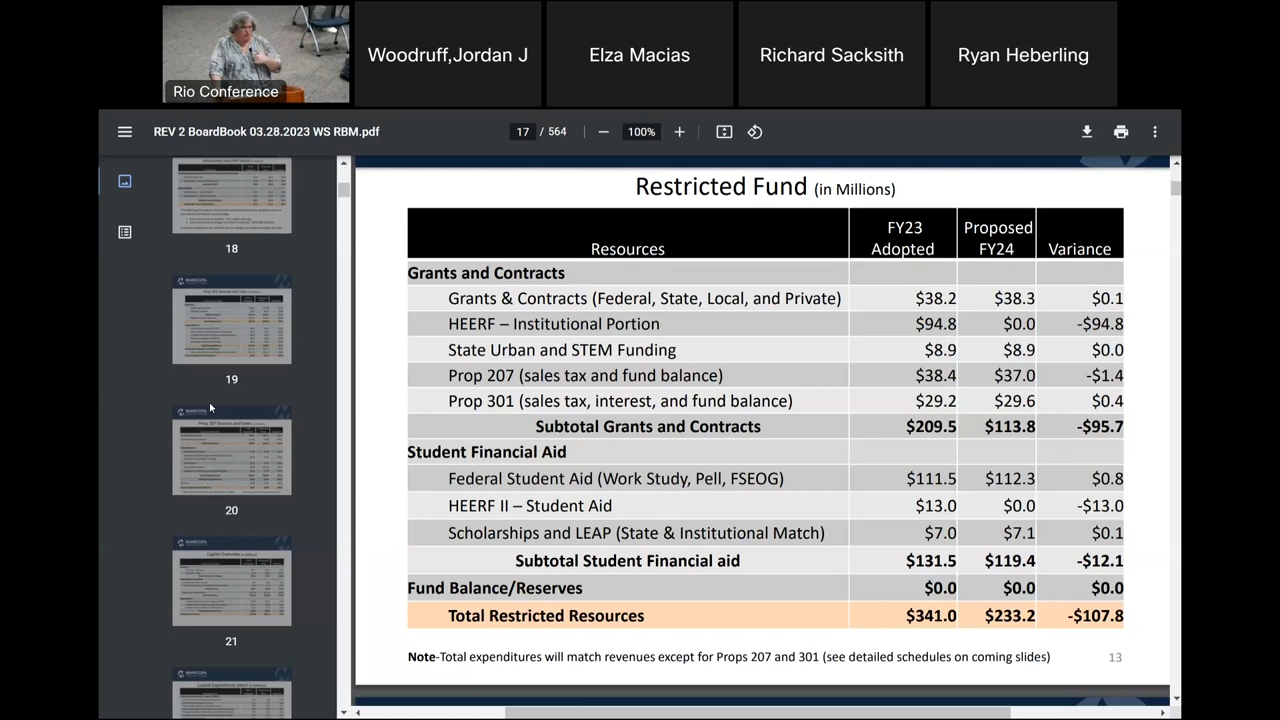 Rio Conference
Woodruff,Jordan J
Elza Macias
Richard Sacksith
Ryan Heberling
REV 2 BoardBook 03.28.2023 WS RBM.pdf
17 / 564
100%
18
MARICOPA
19
MARICOPA
20
MARICOPA
21
Restricted Fund (in Millions)
Resources FY23 Adopted Proposed FY24 Variance
Grants and Contracts
Grants & Contracts (Federal, State, Local, and Private) $38.2 $38.3 $0.1
HEERF – Institutional Portion $94.8 $0.0 -$94.8
State Urban and STEM Funding $8.9 $8.9 $0.0
Prop 207 (sales tax and fund balance) $38.4 $37.0 -$1.4
Prop 301 (sales tax, interest, and fund balance) $29.2 $29.6 $0.4
Subtotal Grants and Contracts $209.5 $113.8 -$95.7
Student Financial Aid
Federal Student Aid (Work Study, Pell, FSEOG) $111.5 $112.3 $0.8
HEERF II – Student Aid $13.0 $0.0 -$13.0
Scholarships and LEAP (State & Institutional Match) $7.0 $7.1 $0.1
Subtotal Student Financial aid $131.5 $119.4 -$12.1
Fund Balance/Reserves $0.0 $0.0 $0.0
Total Restricted Resources $341.0 $233.2 -$107.8
Note-Total expenditures will match revenues except for Props 207 and 301 (see detailed schedules on coming slides)
13